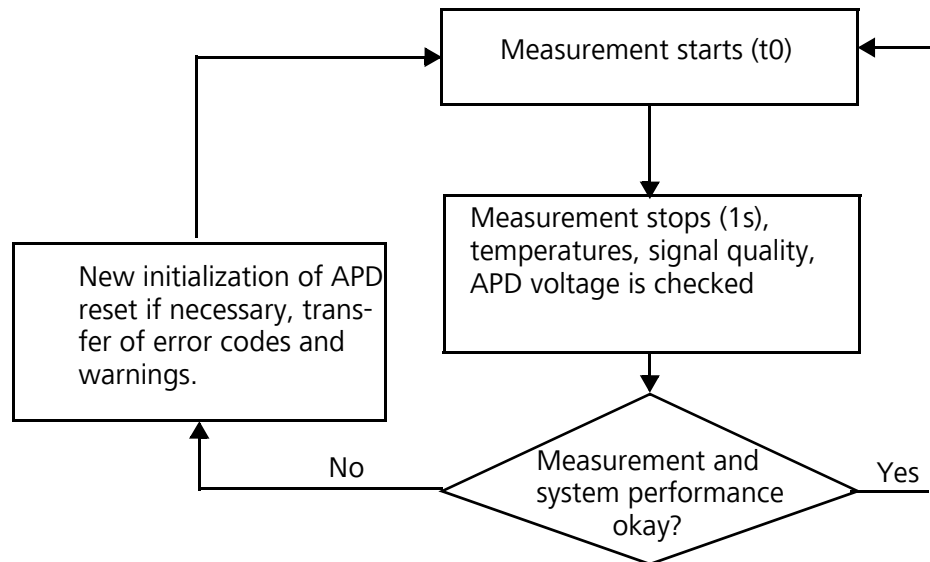 Measurement starts (t0)
Measurement stops (1s),
temperatures, signal quality,
APD voltage is checked
New initialization of APD
reset if necessary, trans-
fer of error codes and
warnings.
No
Measurement and
system performance
okay?
Yes